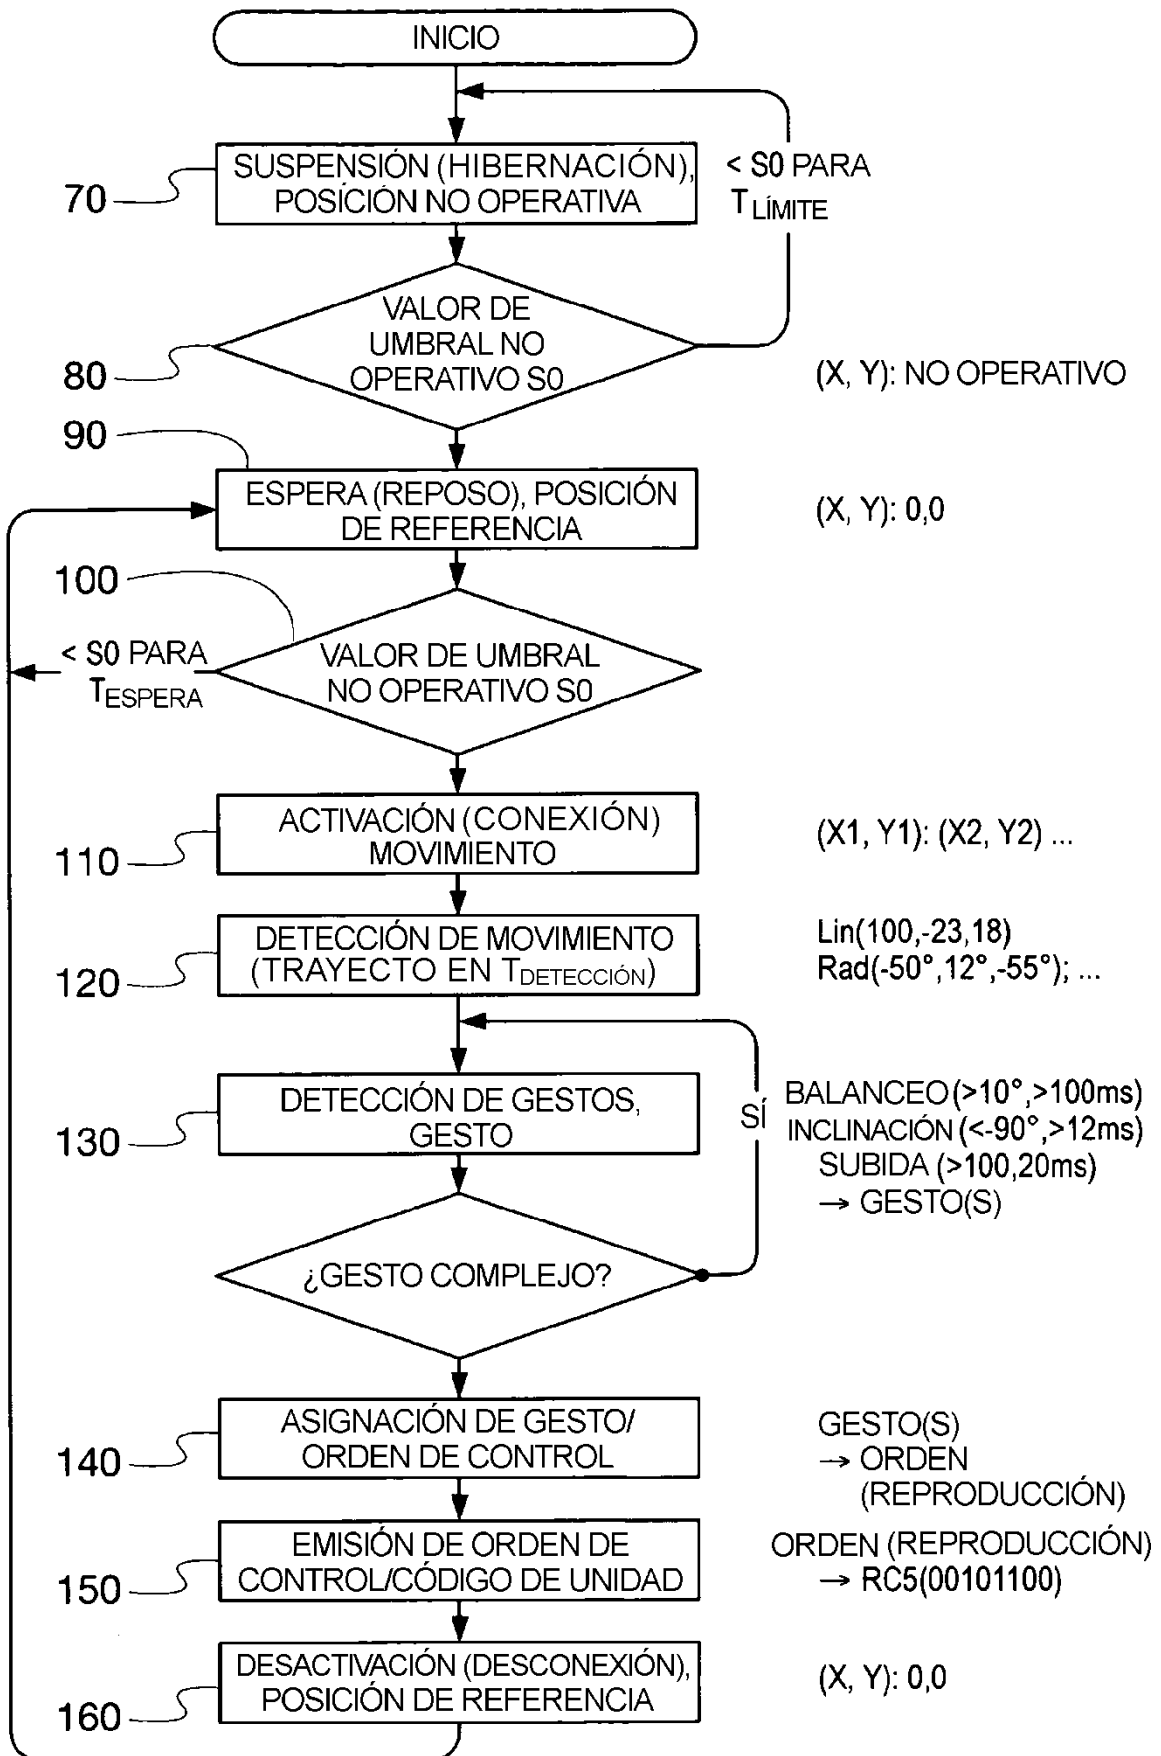 INICIO
SUSPENSIÓN (HIBERNACIÓN),
POSICIÓN NO OPERATIVA
70
< S0 PARA
T LÍMITE
VALOR DE
UMBRAL NO
OPERATIVO S0
80
(X, Y): NO OPERATIVO
90
ESPERA (REPOSO), POSICIÓN
DE REFERENCIA
(X, Y): 0,0
100
< S0 PARA
TESPERA
VALOR DE UMBRAL
NO OPERATIVO S0
ACTIVACIÓN (CONEXIÓN)
MOVIMIENTO
110
(X1, Y1): (X2, Y2) ...
DETECCIÓN DE MOVIMIENTO
(TRAYECTO EN TDETECCIÓN)
120
Lin(100,-23,18)
Rad(-50°,12°,-55°); ...
DETECCIÓN DE GESTOS,
GESTO
130
SÍ
BALANCEO (>10°,>100ms)
INCLINACIÓN (<-90°,>12ms)
SUBIDA (>100,20ms)
→ GESTO(S)
¿GESTO COMPLEJO?
ASIGNACIÓN DE GESTO/
ORDEN DE CONTROL
140
GESTO(S)
→ ORDEN
(REPRODUCCIÓN)
EMISIÓN DE ORDEN DE
CONTROL/CÓDIGO DE UNIDAD
150
ORDEN (REPRODUCCIÓN)
→ RC5(00101100)
DESACTIVACIÓN (DESCONEXIÓN),
POSICIÓN DE REFERENCIA
160
(X, Y): 0,0